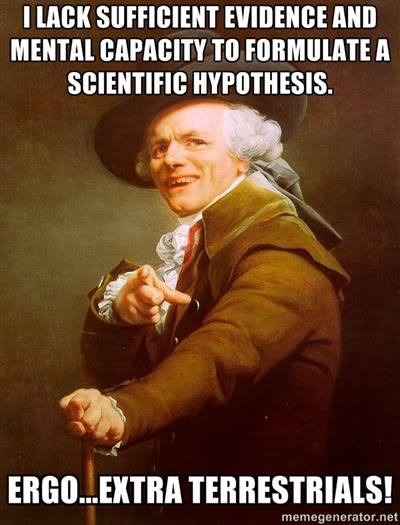 I LACK SUFFICIENT EVIDENCE AND
MENTAL CAPACITY TO FORMULATE A
SCIENTIFIC HYPOTHESIS.
ERGO...EXTRA TERRESTRIALS!
memegenerator.net